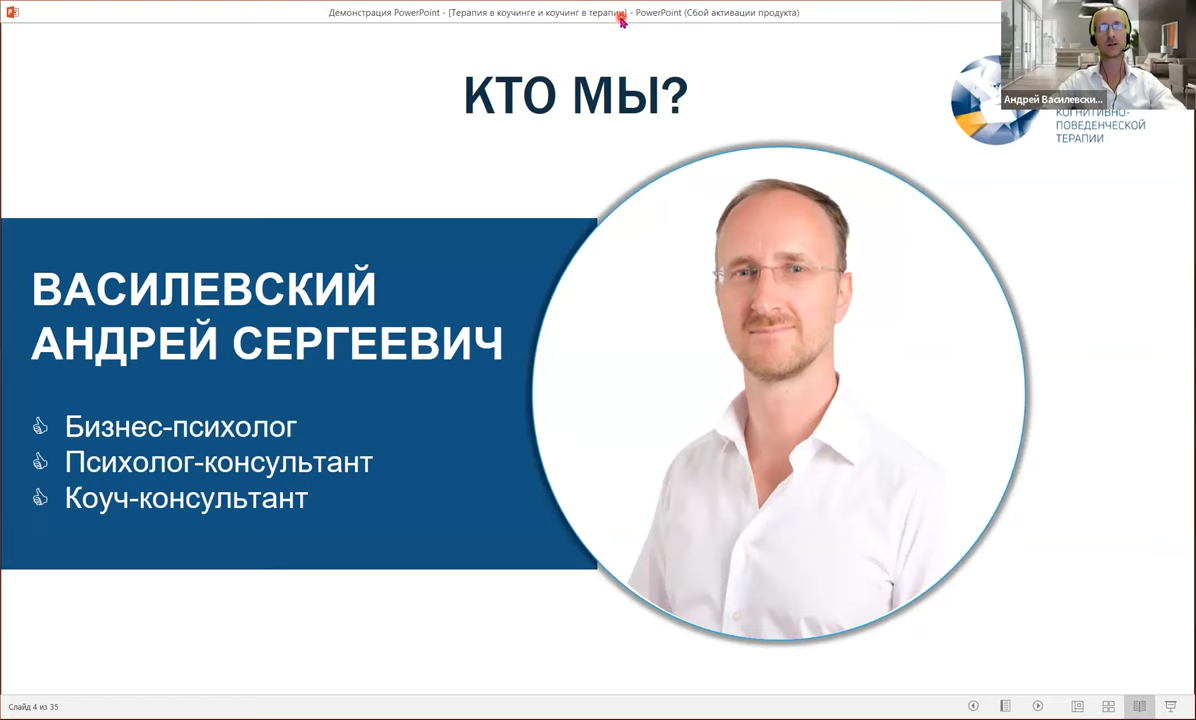 Демонстрация PowerPoint - [Терапия в коучинге и коучинг в терапии] - PowerPoint (Сбой активации продукта)
КТО МЫ?
Андрей Василевски...
КОГНИТИВНО-
ПОВЕДЕНЧЕСКОЙ
ТЕРАПИИ
ВАСИЛЕВСКИЙ
АНДРЕЙ СЕРГЕЕВИЧ
Бизнес-психолог
Психолог-консультант
Коуч-консультант
Слайд 4 из 35